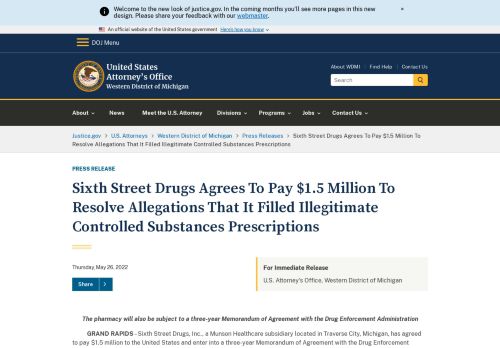 Welcome to the new look of justice.gov. In the coming months you'll see more pages in this new
design. Please share your feedback with our webmaster.
×
An official website of the United States government Here's how you know
DOJ Menu
United States
Attorney's Office
Western District of Michigan
About WDMI | Find Help | Contact Us
Search
About News Meet the U.S. Attorney Divisions Programs Jobs Contact Us
Justice.gov > U.S. Attorneys > Western District of Michigan > Press Releases > Sixth Street Drugs Agrees To Pay $1.5 Million To
Resolve Allegations That It Filled Illegitimate Controlled Substances Prescriptions
PRESS RELEASE
Sixth Street Drugs Agrees To Pay $1.5 Million To
Resolve Allegations That It Filled Illegitimate
Controlled Substances Prescriptions
Thursday, May 26, 2022
Share >
For Immediate Release
U.S. Attorney's Office, Western District of Michigan
The pharmacy will also be subject to a three-year Memorandum of Agreement with the Drug Enforcement Administration
GRAND RAPIDS – Sixth Street Drugs, Inc., a Munson Healthcare subsidiary located in Traverse City, Michigan, has agreed
to pay $1.5 million to the United States and enter into a three-year Memorandum of Agreement with the Drug Enforcement